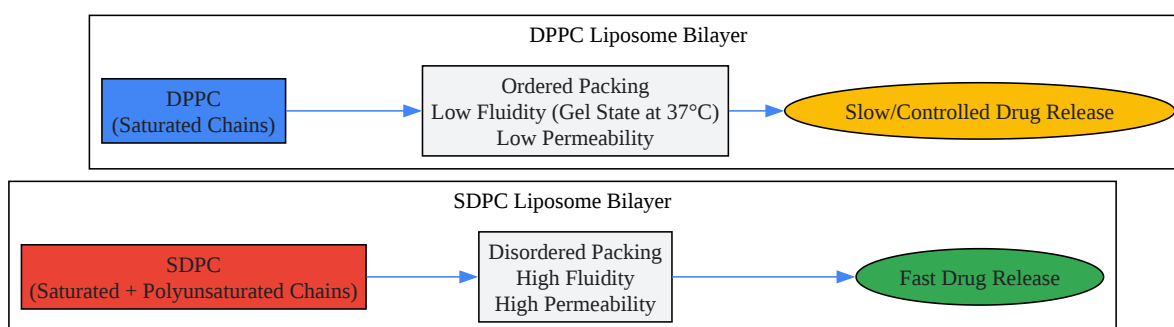 DPPC Liposome Bilayer
DPPC
(Saturated Chains)
Ordered Packing
Low Fluidity (Gel State at 37°C)
Low Permeability
Slow/Controlled Drug Release
SDPC Liposome Bilayer
SDPC
(Saturated + Polyunsaturated Chains)
Disordered Packing
High Fluidity
High Permeability
Fast Drug Release